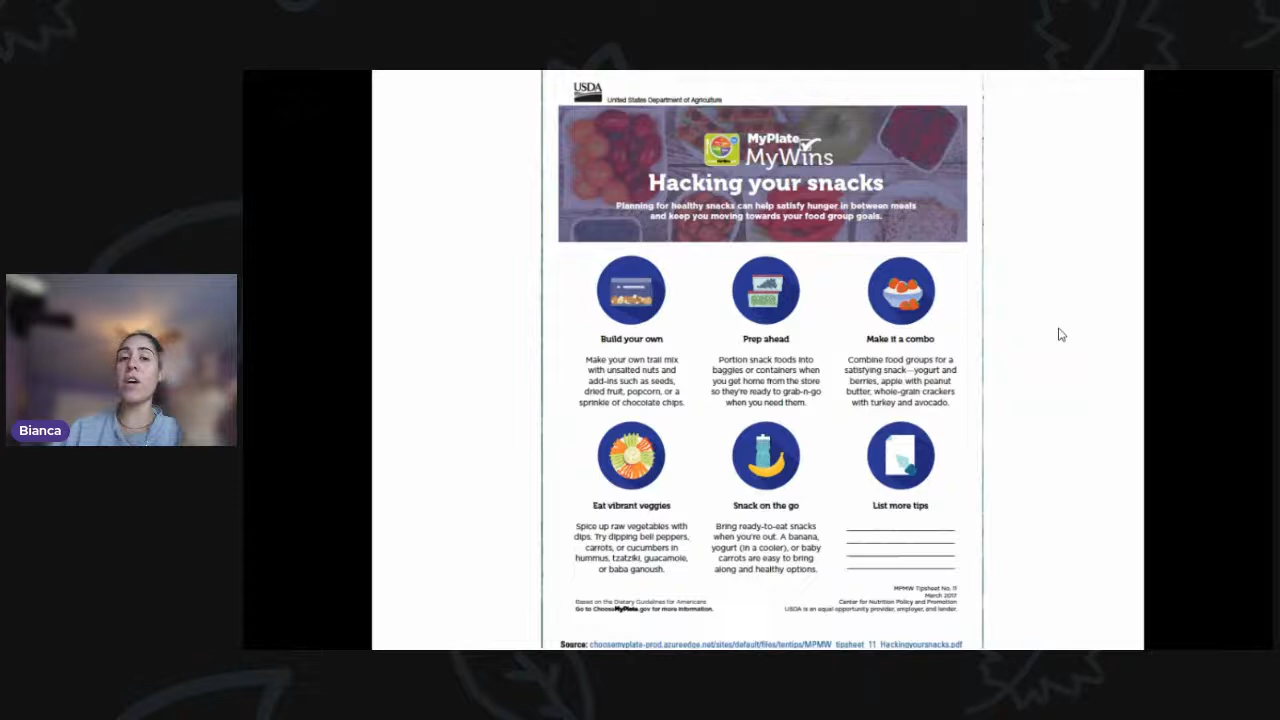 USDA
United States Department of Agriculture
MyPlate
MyWins
Hacking your snacks
Planning for healthy snacks can help satisfy hunger in between meals
and keep you moving towards your food group goals.
Build your own
Make your own trail mix
with unsalted nuts and
add-ins such as seeds,
dried fruit, popcorn, or a
sprinkle of chocolate chips.
Prep ahead
Portion snack foods into
baggies or containers when
you get home from the store
so they're ready to grab-n-go
when you need them.
Make it a combo
Combine food groups for a
satisfying snack—yogurt and
berries, apple with peanut
butter, whole-grain crackers
with turkey and avocado.
Bianca
Eat vibrant veggies
Spice up raw vegetables with
dips. Try dipping bell peppers,
carrots, or cucumbers in
hummus, tzatziki, guacamole,
or baba ganoush.
Snack on the go
Bring ready-to-eat snacks
when you're out. A banana,
yogurt (in a cooler), or baby
carrots are easy to bring
along and healthy options.
List more tips
Based on the Dietary Guidelines for Americans
Go to ChooseMyPlate.gov for more information.
MPMW Tipsheet No. 11
March 2017
Center for Nutrition Policy and Promotion
USDA is an equal opportunity provider, employer, and lender.
Source: choosemyplate-prod.azureedge.net/sites/default/files/tentips/MPMW_tipsheet_11_Hackingyoursnacks.pdf